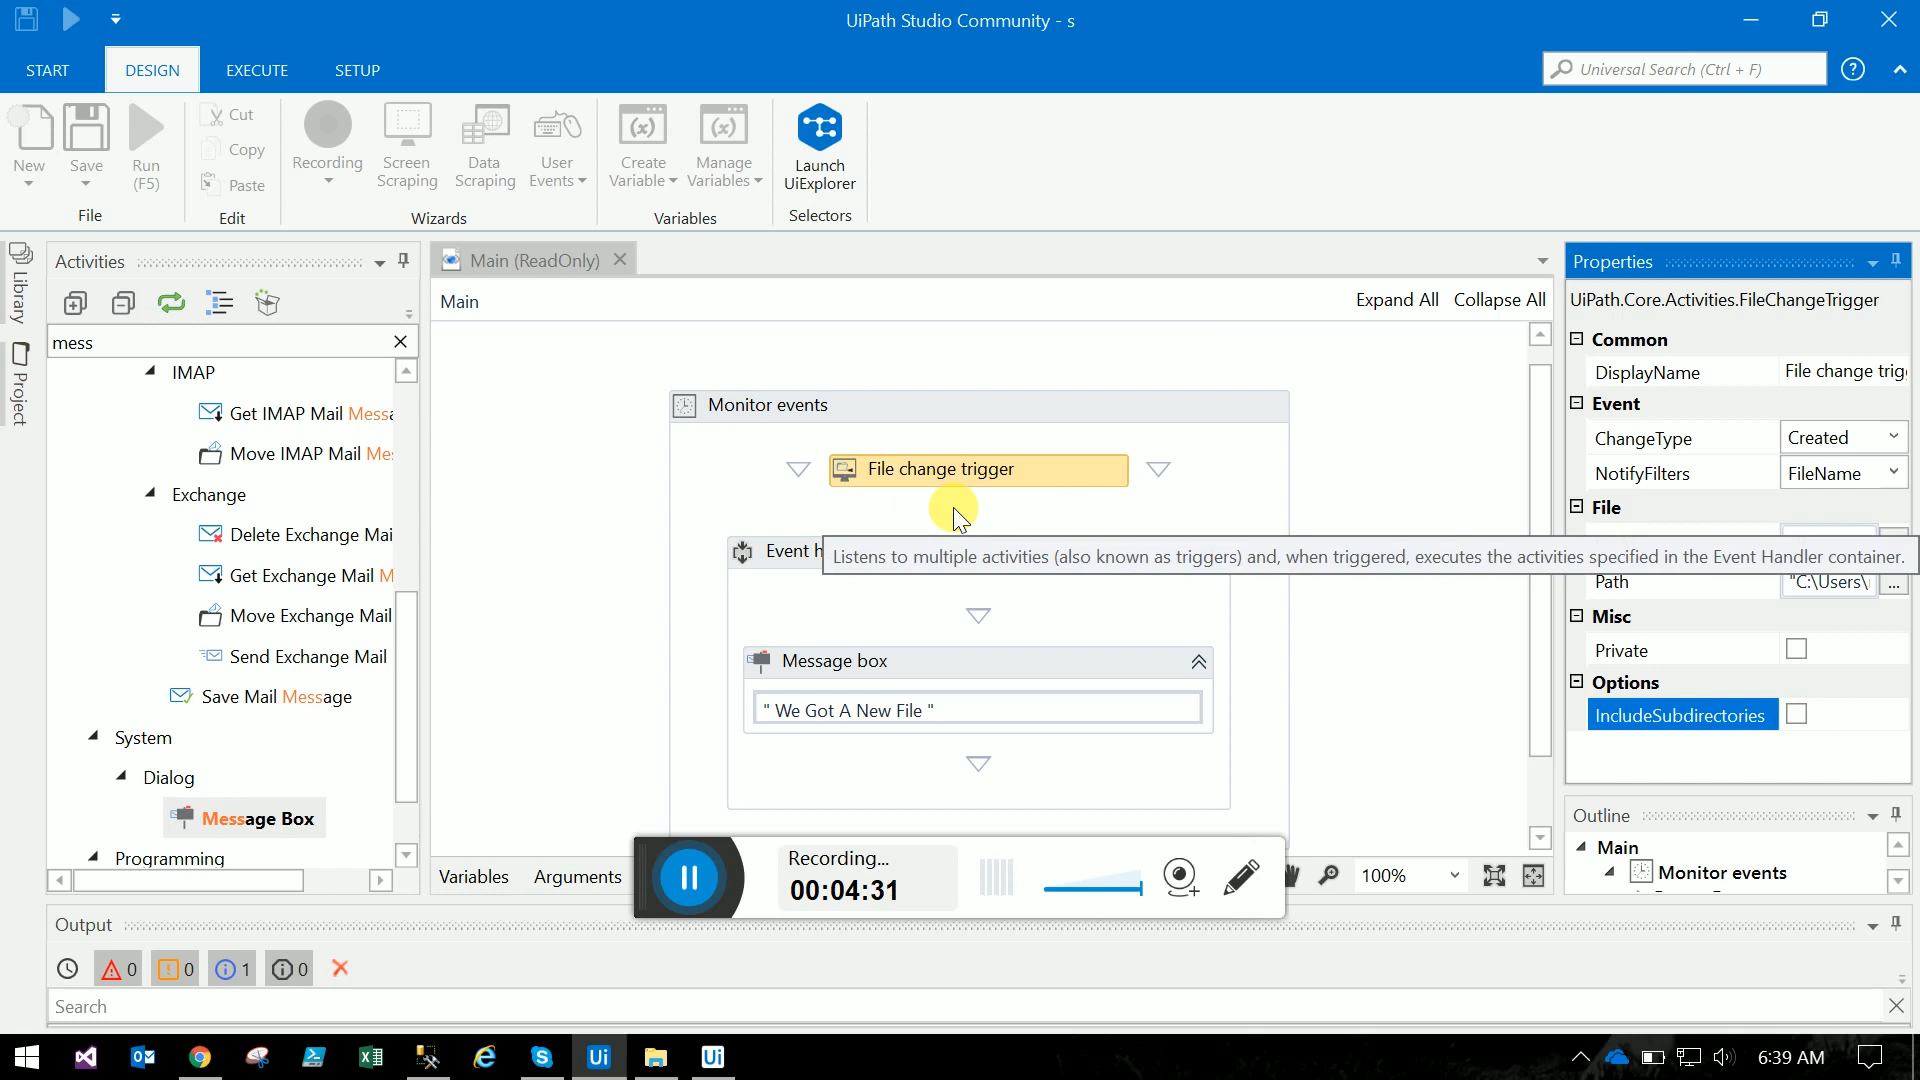 UiPath Studio Community - s
START
DESIGN
EXECUTE
SETUP
Universal Search (Ctrl + F)
New
Save
Run
(F5)
File
Cut
Copy
Paste
Edit
Recording
Screen
Scraping
Data
Scraping
User
Events
Wizards
Create
Variable
Manage
Variables
Variables
Launch
UiExplorer
Selectors
Library
Project
Activities
mess
IMAP
Get IMAP Mail Messa
Move IMAP Mail Me
Exchange
Delete Exchange Mai
Get Exchange Mail M
Move Exchange Mail
Send Exchange Mail
Save Mail Message
System
Dialog
Message Box
Programming
Main (ReadOnly)
Main
Expand All
Collapse All
Monitor events
File change trigger
Event h
Listens to multiple activities (also known as triggers) and, when triggered, executes the activities specified in the Event Handler container.
Message box
" We Got A New File "
Variables
Arguments
Recording...
00:04:31
100%
Properties
UiPath.Core.Activities.FileChangeTrigger
Common
DisplayName
File change trig
Event
ChangeType
Created
NotifyFilters
FileName
File
Path
"C:\Users\
...
Misc
Private
Options
IncludeSubdirectories
Outline
Main
Monitor events
Output
0
0
1
0
Search
Ui
Ui
6:39 AM